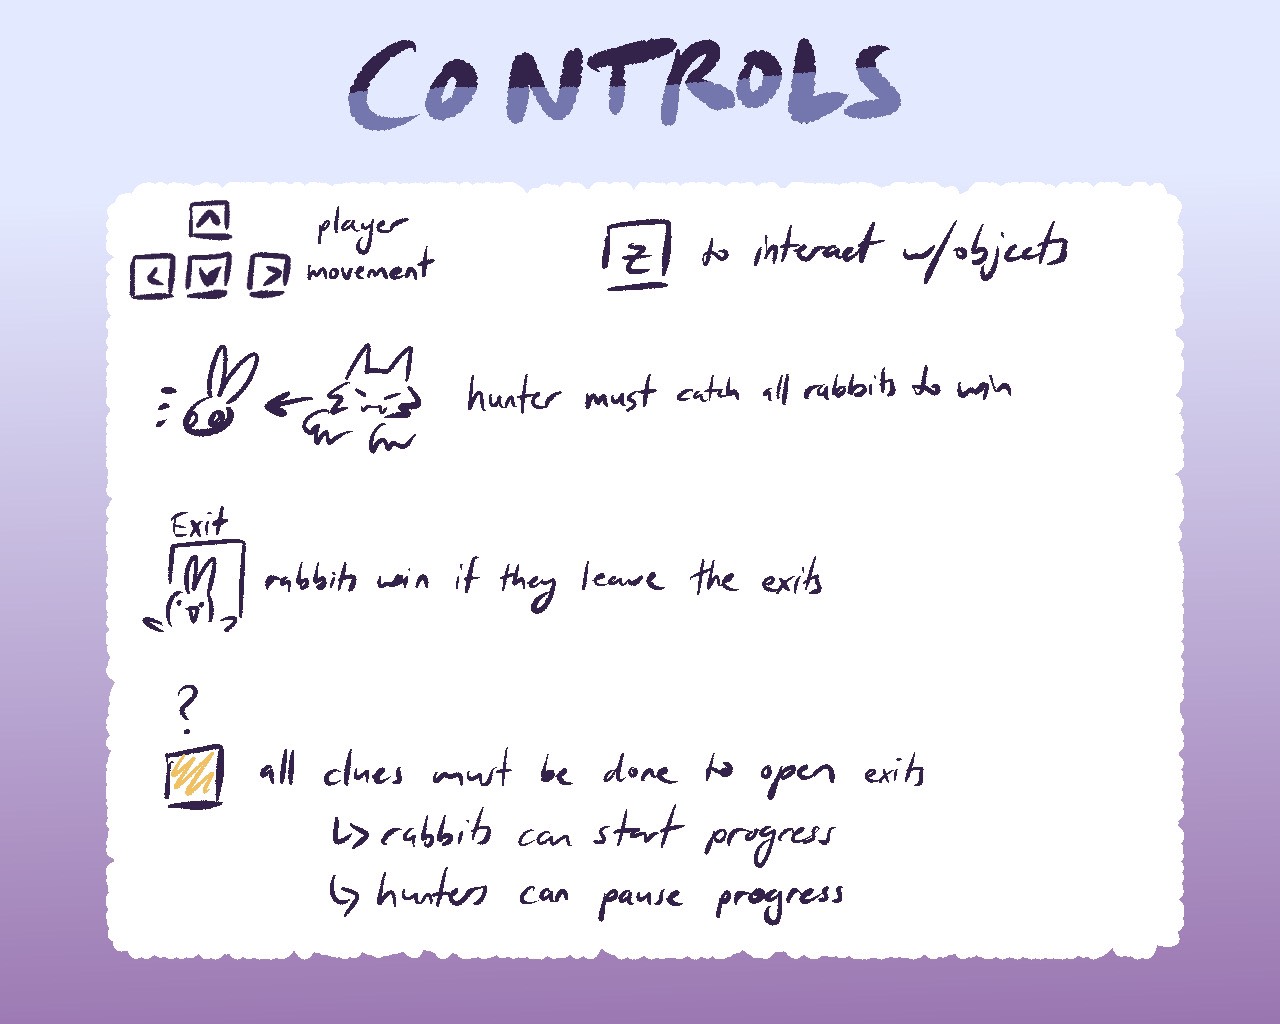 CONTROLS
^ player
< v > movement
z to interact w/objects
hunter must catch all rabbits to win
Exit
rabbits win if they leave the exits
?
all clues must be done to open exits
↳ rabbits can start progress
↳ hunters can pause progress